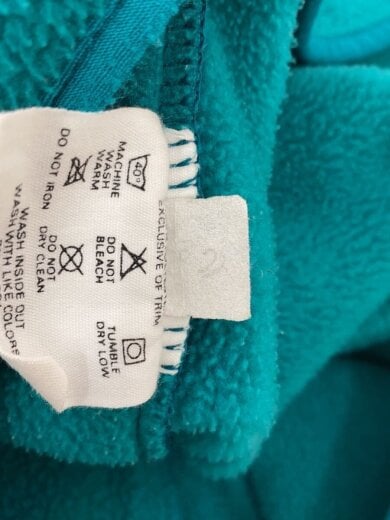 EXCLUSIVE OF TRIM
40°
MACHINE
WASH
WARM
DO NOT
BLEACH
TUMBLE
DRY LOW
DO NOT IRON
DO NOT
DRY CLEAN
WASH INSIDE OUT
WASH WITH LIKE COLORS
2